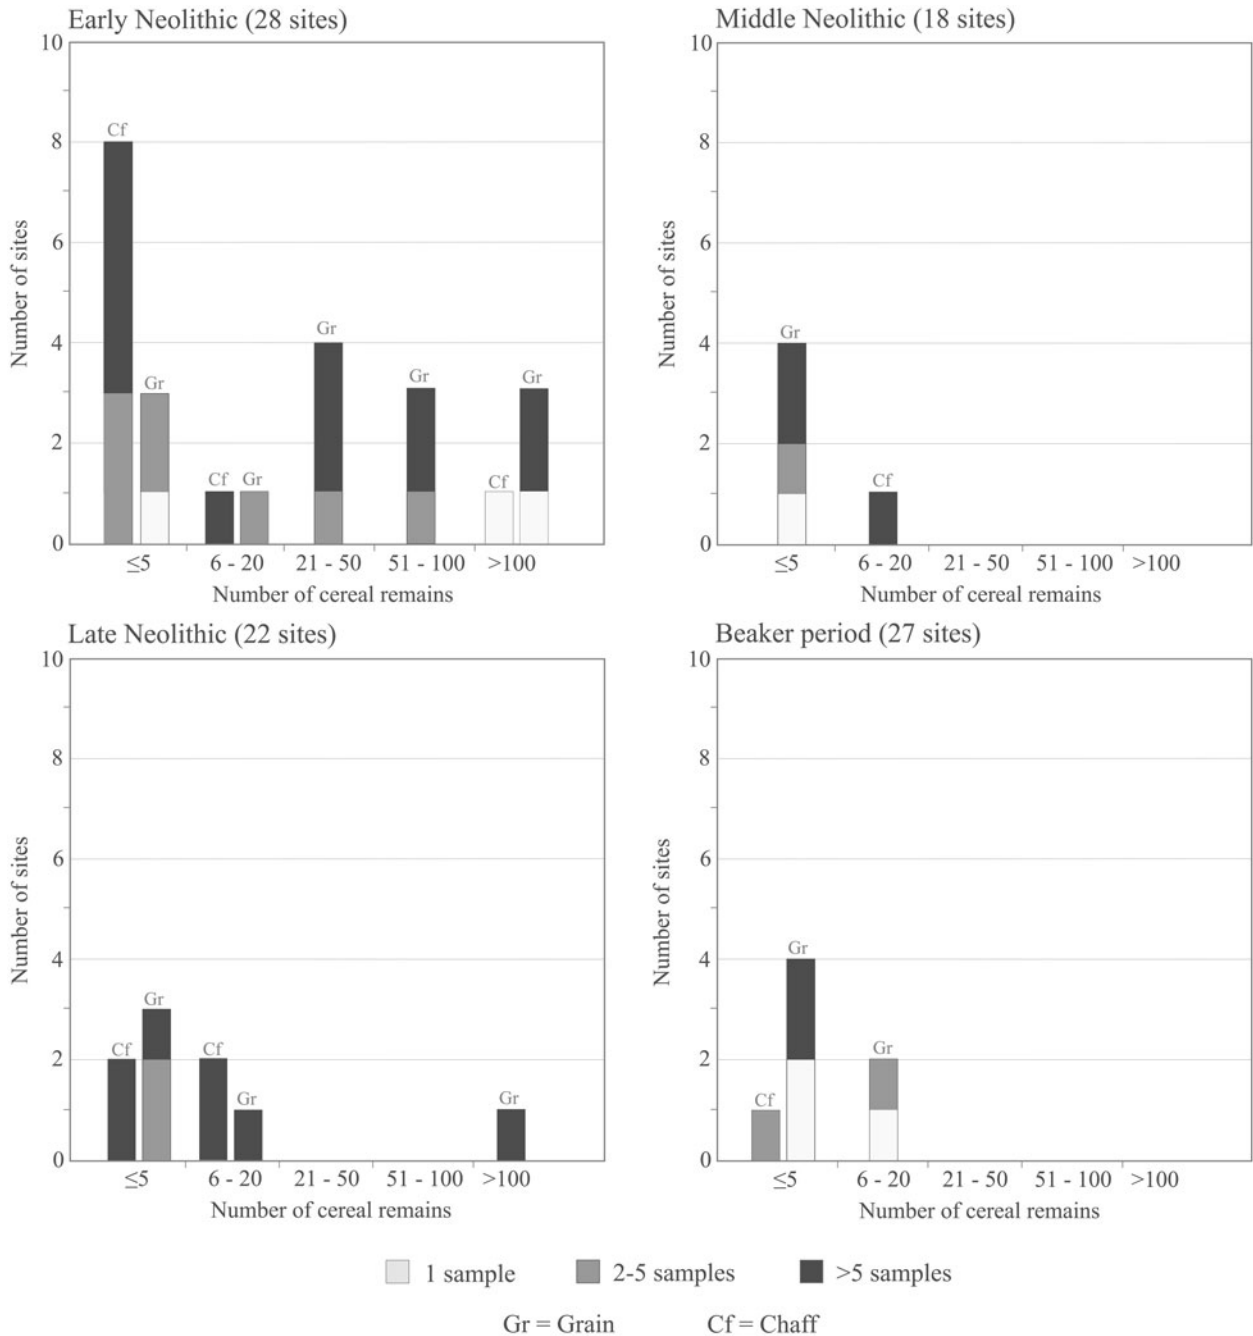 Early Neolithic (28 sites)
10
8
6
4
2
0
Number of sites
Cf
Gr
Cf
Gr
Gr
Gr
Cf
Gr
≤5
6 - 20
21 - 50
51 - 100
>100
Number of cereal remains
Middle Neolithic (18 sites)
10
8
6
4
2
0
Number of sites
Gr
Cf
≤5
6 - 20
21 - 50
51 - 100
>100
Number of cereal remains
Late Neolithic (22 sites)
10
8
6
4
2
0
Number of sites
Cf
Gr
Cf
Gr
Gr
≤5
6 - 20
21 - 50
51 - 100
>100
Number of cereal remains
Beaker period (27 sites)
10
8
6
4
2
0
Number of sites
Cf
Gr
Gr
≤5
6 - 20
21 - 50
51 - 100
>100
Number of cereal remains
1 sample
2-5 samples
>5 samples
Gr = Grain
Cf = Chaff